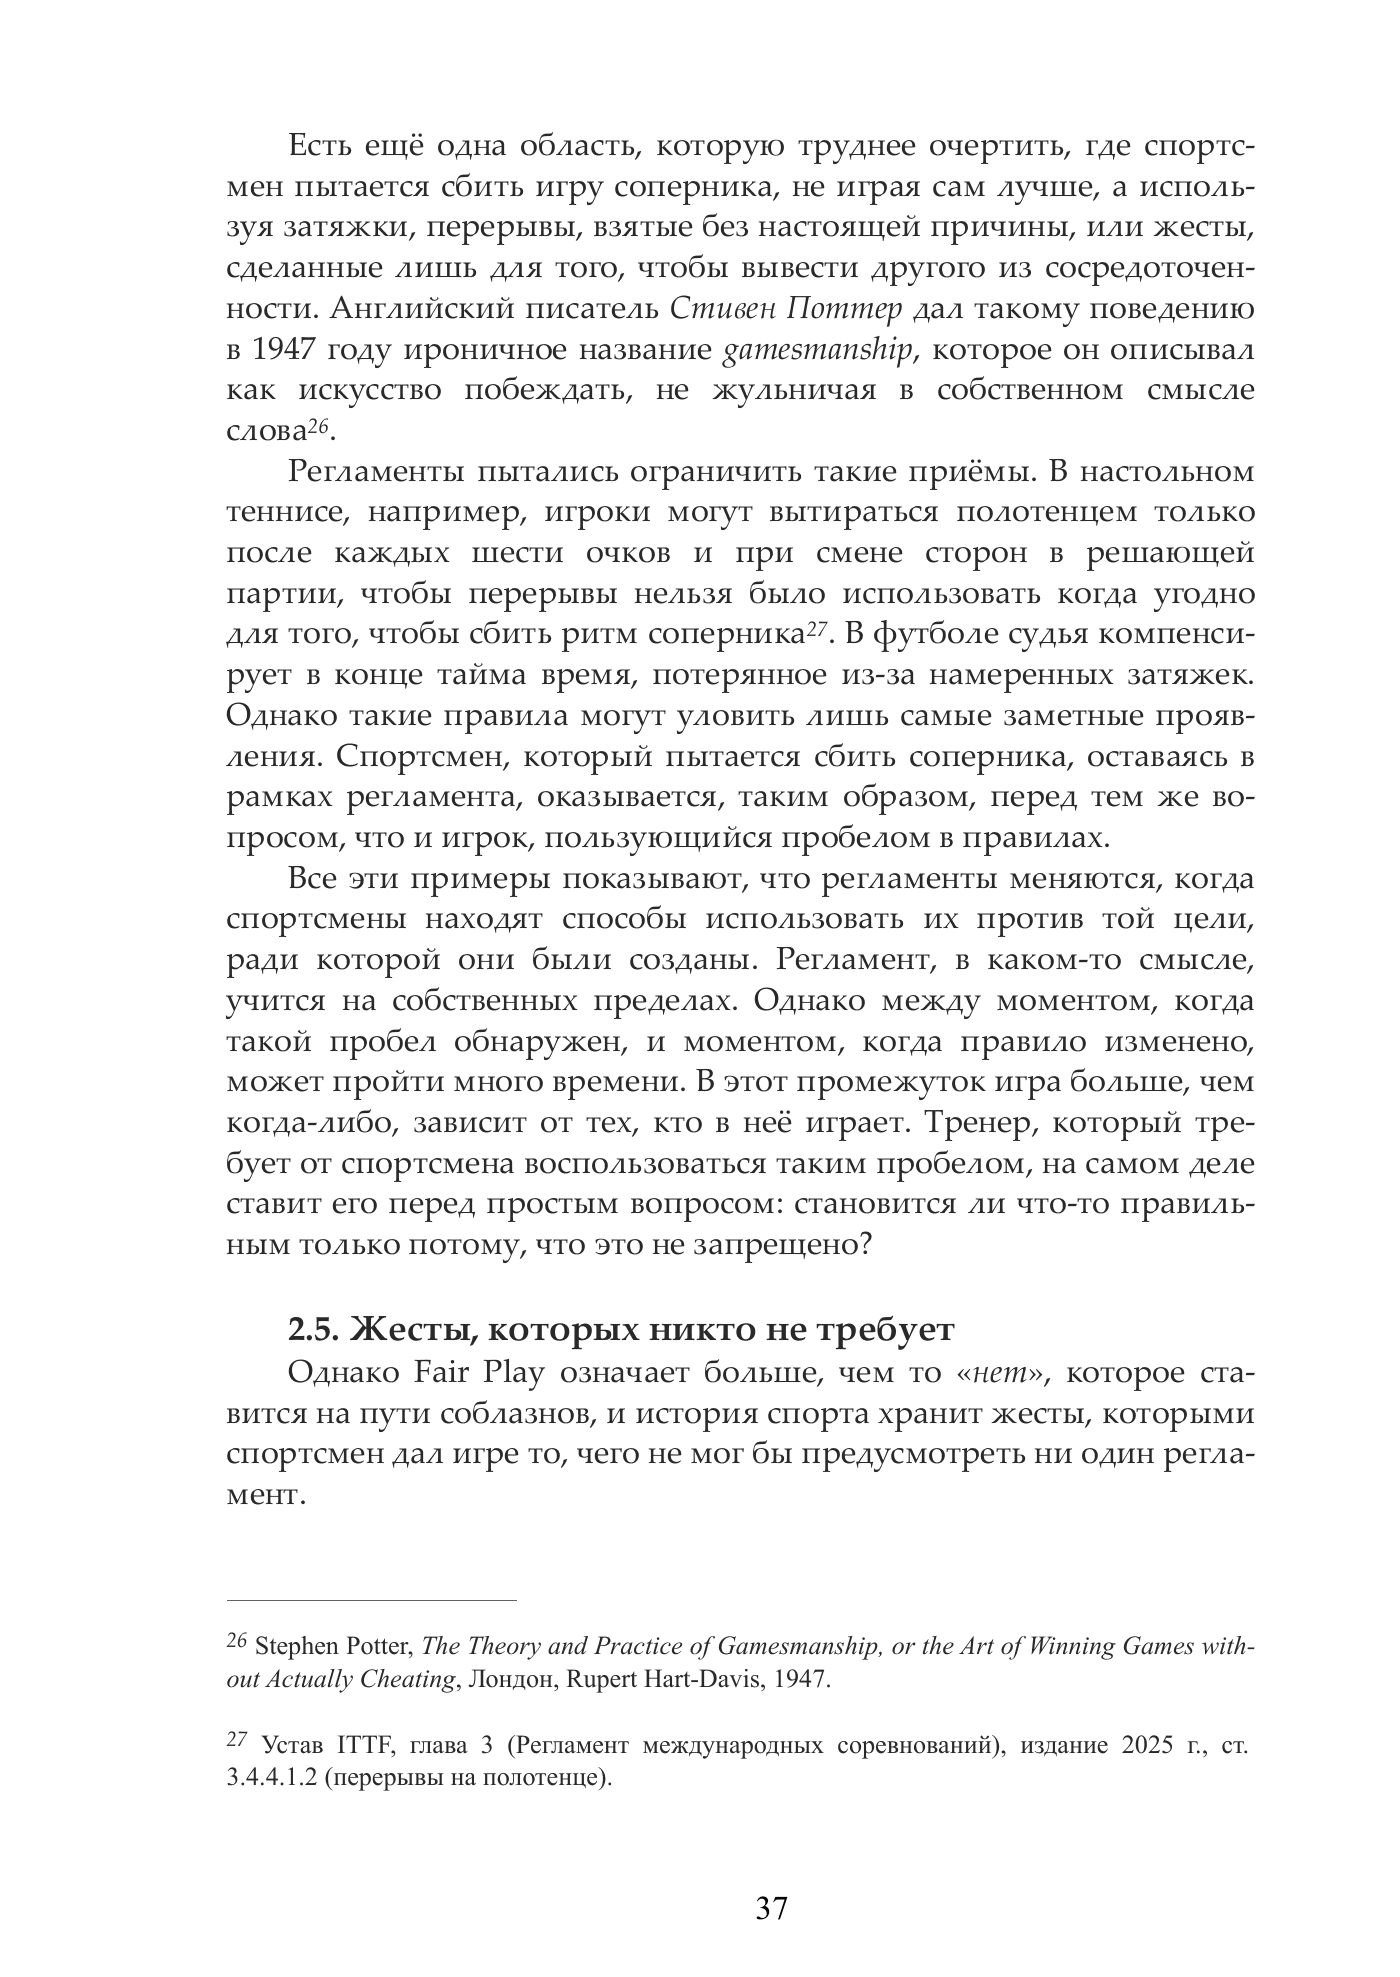 Есть ещё одна область, которую труднее очертить, где спортс-
мен пытается сбить игру соперника, не играя сам лучше, а исполь-
зуя затяжки, перерывы, взятые без настоящей причины, или жесты,
сделанные лишь для того, чтобы вывести другого из сосредоточен-
ности. Английский писатель Стивен Поттер дал такому поведению
в 1947 году ироничное название gamesmanship, которое он описывал
как искусство побеждать, не жульничая в собственном смысле
слова26.
Регламенты пытались ограничить такие приёмы. В настольном
теннисе, например, игроки могут вытираться полотенцем только
после каждых шести очков и при смене сторон в решающей
партии, чтобы перерывы нельзя было использовать когда угодно
для того, чтобы сбить ритм соперника27. В футболе судья компенси-
рует в конце тайма время, потерянное из-за намеренных затяжек.
Однако такие правила могут уловить лишь самые заметные прояв-
ления. Спортсмен, который пытается сбить соперника, оставаясь в
рамках регламента, оказывается, таким образом, перед тем же во-
просом, что и игрок, пользующийся пробелом в правилах.
Все эти примеры показывают, что регламенты меняются, когда
спортсмены находят способы использовать их против той цели,
ради которой они были созданы. Регламент, в каком-то смысле,
учится на собственных пределах. Однако между моментом, когда
такой пробел обнаружен, и моментом, когда правило изменено,
может пройти много времени. В этот промежуток игра больше, чем
когда-либо, зависит от тех, кто в неё играет. Тренер, который тре-
бует от спортсмена воспользоваться таким пробелом, на самом деле
ставит его перед простым вопросом: становится ли что-то правиль-
ным только потому, что это не запрещено?
2.5. Жесты, которых никто не требует
Однако Fair Play означает больше, чем то «нет», которое ста-
вится на пути соблазнов, и история спорта хранит жесты, которыми
спортсмен дал игре то, чего не мог бы предусмотреть ни один регла-
мент.
26 Stephen Potter, The Theory and Practice of Gamesmanship, or the Art of Winning Games with-
out Actually Cheating, Лондон, Rupert Hart-Davis, 1947.
27 Устав ITTF, глава 3 (Регламент международных соревнований), издание 2025 г., ст.
3.4.4.1.2 (перерывы на полотенце).
37